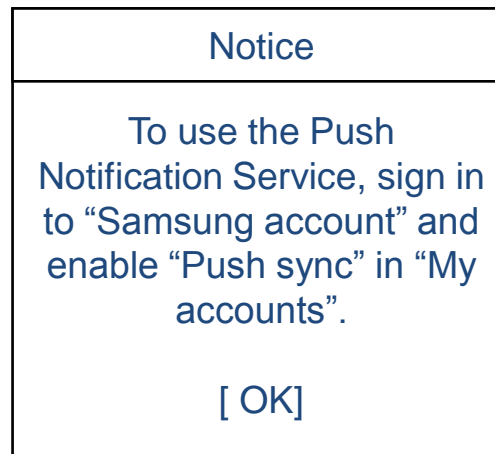 Notice
To use the Push
Notification Service, sign in
to “Samsung account” and
enable “Push sync” in “My
accounts”.
[ OK]